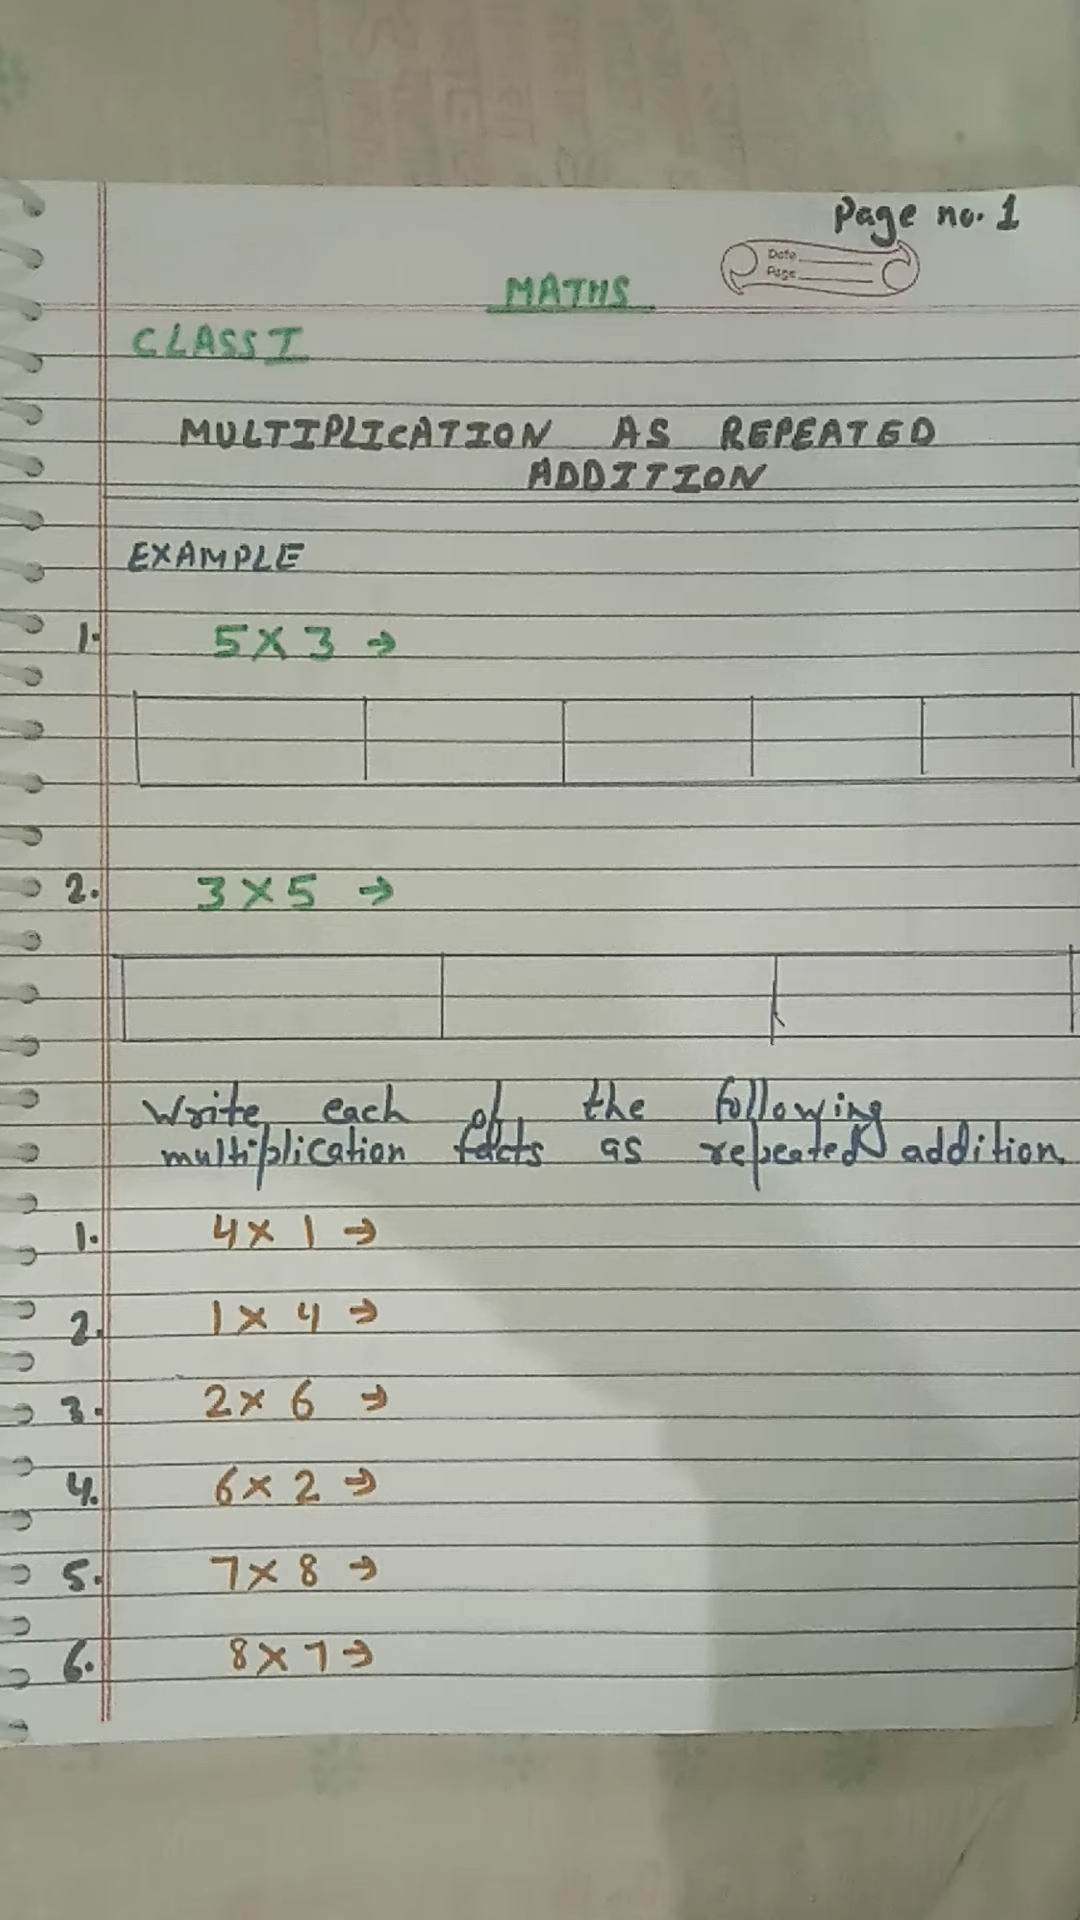 Page no. 1
Date
Page
MATHS
CLASS I
MULTIPLICATION AS REPEATED
ADDITION
EXAMPLE
1. 5 × 3 →
2. 3 × 5 →
Write each of the following
multiplication facts as repeated addition.
1. 4 × 1 →
2. 1 × 4 →
3. 2 × 6 →
4. 6 × 2 →
5. 7 × 8 →
6. 8 × 7 →